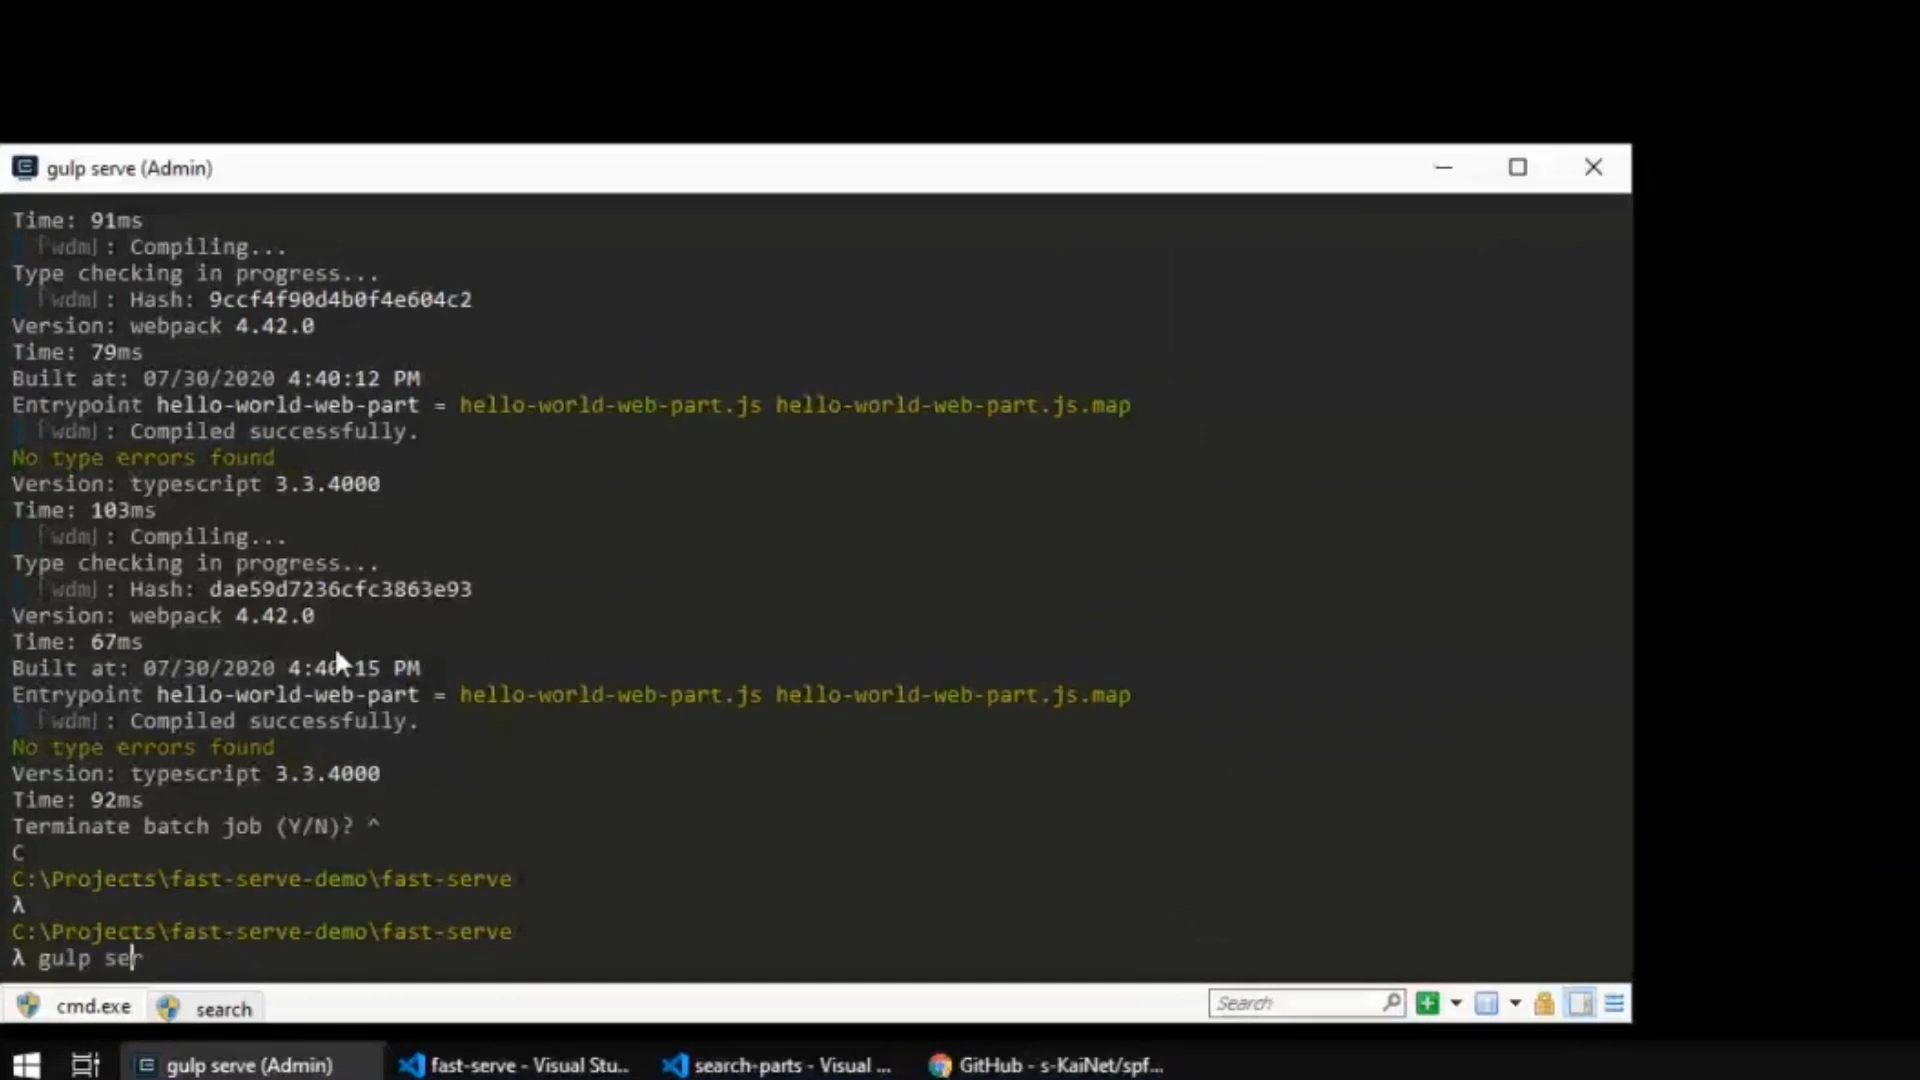 gulp serve (Admin)
Time: 91ms
｢wdm｣: Compiling...
Type checking in progress...
｢wdm｣: Hash: 9ccf4f90d4b0f4e604c2
Version: webpack 4.42.0
Time: 79ms
Built at: 07/30/2020 4:40:12 PM
Entrypoint hello-world-web-part = hello-world-web-part.js hello-world-web-part.js.map
｢wdm｣: Compiled successfully.
No type errors found
Version: typescript 3.3.4000
Time: 103ms
｢wdm｣: Compiling...
Type checking in progress...
｢wdm｣: Hash: dae59d7236cfc3863e93
Version: webpack 4.42.0
Time: 67ms
Built at: 07/30/2020 4:40:15 PM
Entrypoint hello-world-web-part = hello-world-web-part.js hello-world-web-part.js.map
｢wdm｣: Compiled successfully.
No type errors found
Version: typescript 3.3.4000
Time: 92ms
Terminate batch job (Y/N)? ^
C
C:\Projects\fast-serve-demo\fast-serve
λ
C:\Projects\fast-serve-demo\fast-serve
λ gulp ser
cmd.exe search Search
gulp serve (Admin) fast-serve - Visual Stu... search-parts - Visual ... GitHub - s-KaiNet/spf...